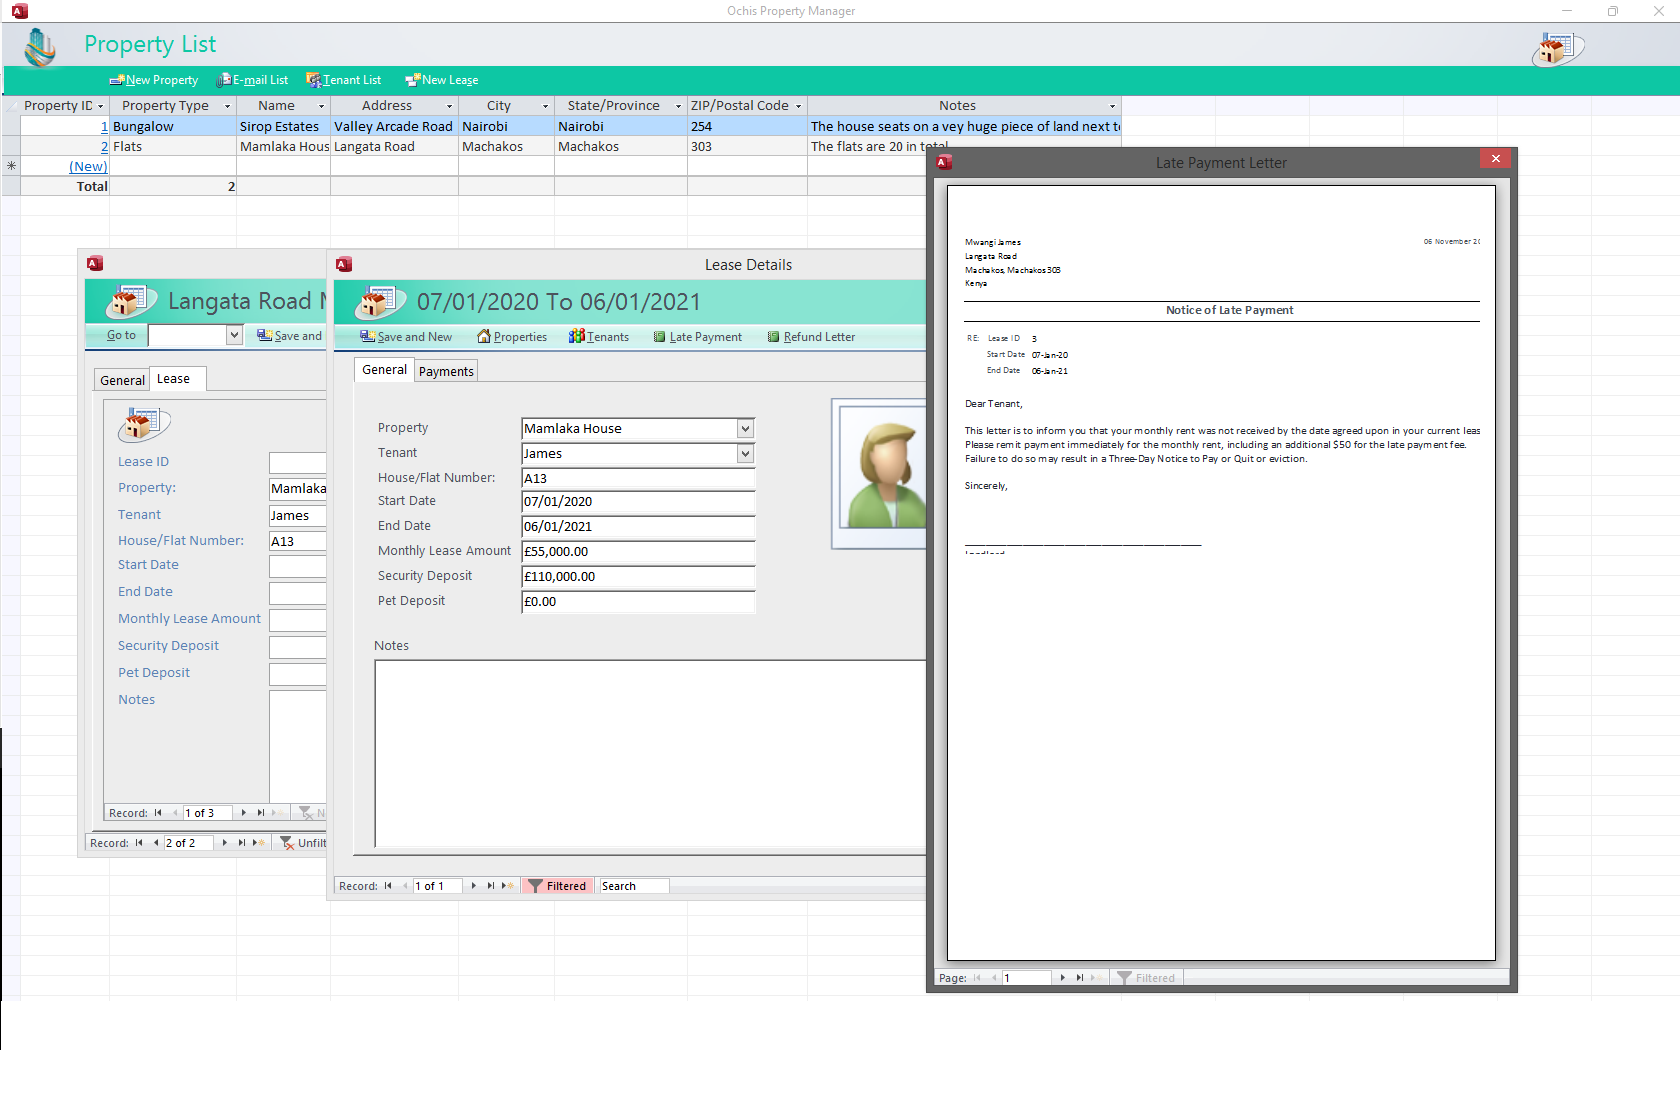 Ochis Property Manager
Property List
New Property E-mail List Tenant List New Lease
Property ID Property Type Name Address City State/Province ZIP/Postal Code Notes
1 Bungalow Sirop Estates Valley Arcade Road Nairobi Nairobi 254 The house seats on a vey huge piece of land next t
2 Flats Mamlaka Hous Langata Road Machakos Machakos 303 The flats are 20 in total
(New)
Total 2
Langata Road M
Go to Save and
General Lease
Lease ID
Property: Mamlaka
Tenant James
House/Flat Number: A13
Start Date
End Date
Monthly Lease Amount
Security Deposit
Pet Deposit
Notes
Record: 1 of 3 N
Record: 2 of 2 Unfilt
Lease Details
07/01/2020 To 06/01/2021
Save and New Properties Tenants Late Payment Refund Letter
General Payments
Property Mamlaka House
Tenant James
House/Flat Number: A13
Start Date 07/01/2020
End Date 06/01/2021
Monthly Lease Amount £55,000.00
Security Deposit £110,000.00
Pet Deposit £0.00
Notes
Record: 1 of 1 Filtered Search
Late Payment Letter
Mwangi James 06 November 20
Langata Road
Machakos, Machakos 303
Kenya
Notice of Late Payment
RE: Lease ID 3
Start Date 07-Jan-20
End Date 06-Jan-21
Dear Tenant,
This letter is to inform you that your monthly rent was not received by the date agreed upon in your current leas
Please remit payment immediately for the monthly rent, including an additional $50 for the late payment fee.
Failure to do so may result in a Three-Day Notice to Pay or Quit or eviction.
Sincerely,
Page: 1 Filtered